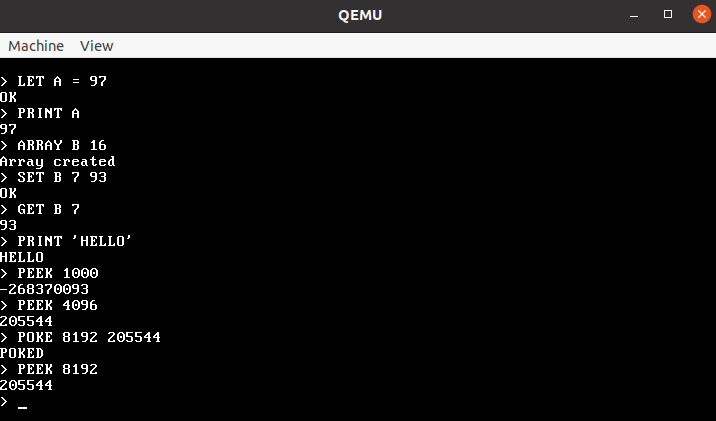 QEMU
Machine View
> LET A = 97
OK
> PRINT A
97
> ARRAY B 16
Array created
> SET B 7 93
OK
> GET B 7
93
> PRINT 'HELLO'
HELLO
> PEEK 1000
-268370093
> PEEK 4096
205544
> POKE 8192 205544
POKED
> PEEK 8192
205544
> _